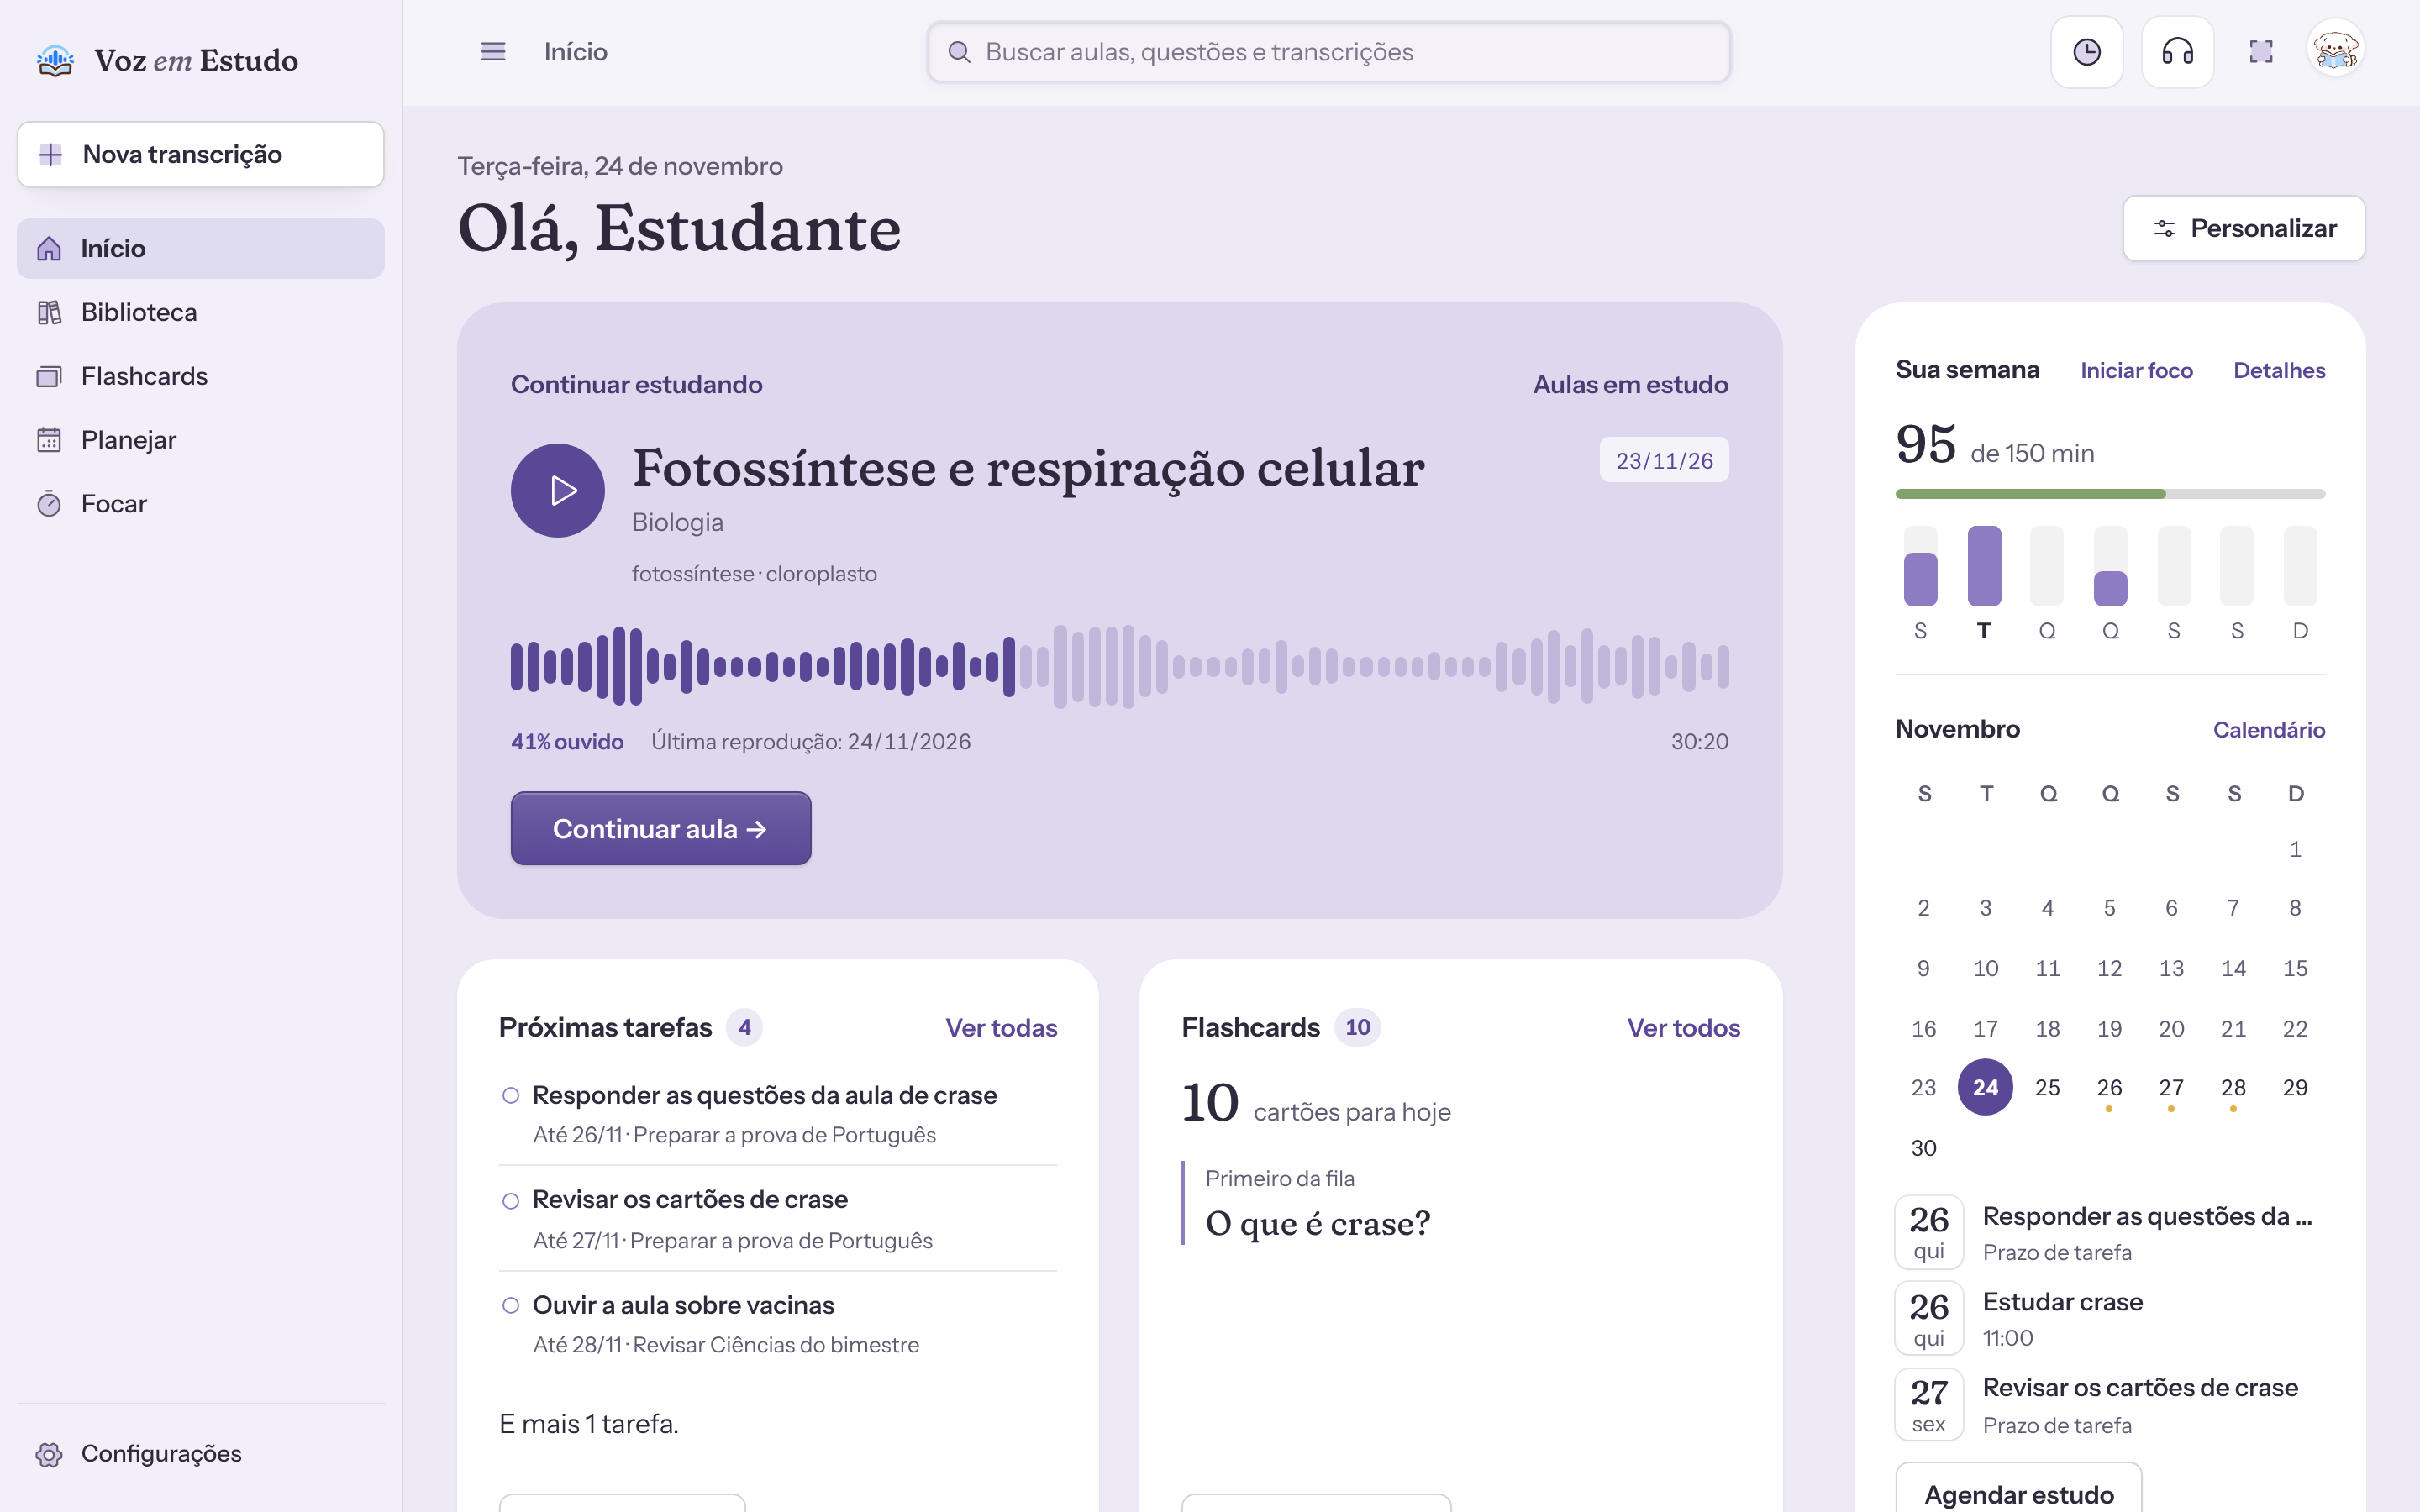 Voz em Estudo
Nova transcrição
Início
Biblioteca
Flashcards
Planejar
Focar
Configurações
Início
Buscar aulas, questões e transcrições
Terça-feira, 24 de novembro
Olá, Estudante
Personalizar
Continuar estudando
Aulas em estudo
Fotossíntese e respiração celular
23/11/26
Biologia
fotossíntese · cloroplasto
41% ouvido
Última reprodução: 24/11/2026
30:20
Continuar aula →
Próximas tarefas 4
Ver todas
Responder as questões da aula de crase
Até 26/11 · Preparar a prova de Português
Revisar os cartões de crase
Até 27/11 · Preparar a prova de Português
Ouvir a aula sobre vacinas
Até 28/11 · Revisar Ciências do bimestre
E mais 1 tarefa.
Flashcards 10
Ver todos
10 cartões para hoje
Primeiro da fila
O que é crase?
Sua semana
Iniciar foco
Detalhes
95 de 150 min
S T Q Q S S D
Novembro
Calendário
S T Q Q S S D
1
2 3 4 5 6 7 8
9 10 11 12 13 14 15
16 17 18 19 20 21 22
23 24 25 26 27 28 29
30
26 qui
Responder as questões da ...
Prazo de tarefa
26 qui
Estudar crase
11:00
27 sex
Revisar os cartões de crase
Prazo de tarefa
Agendar estudo